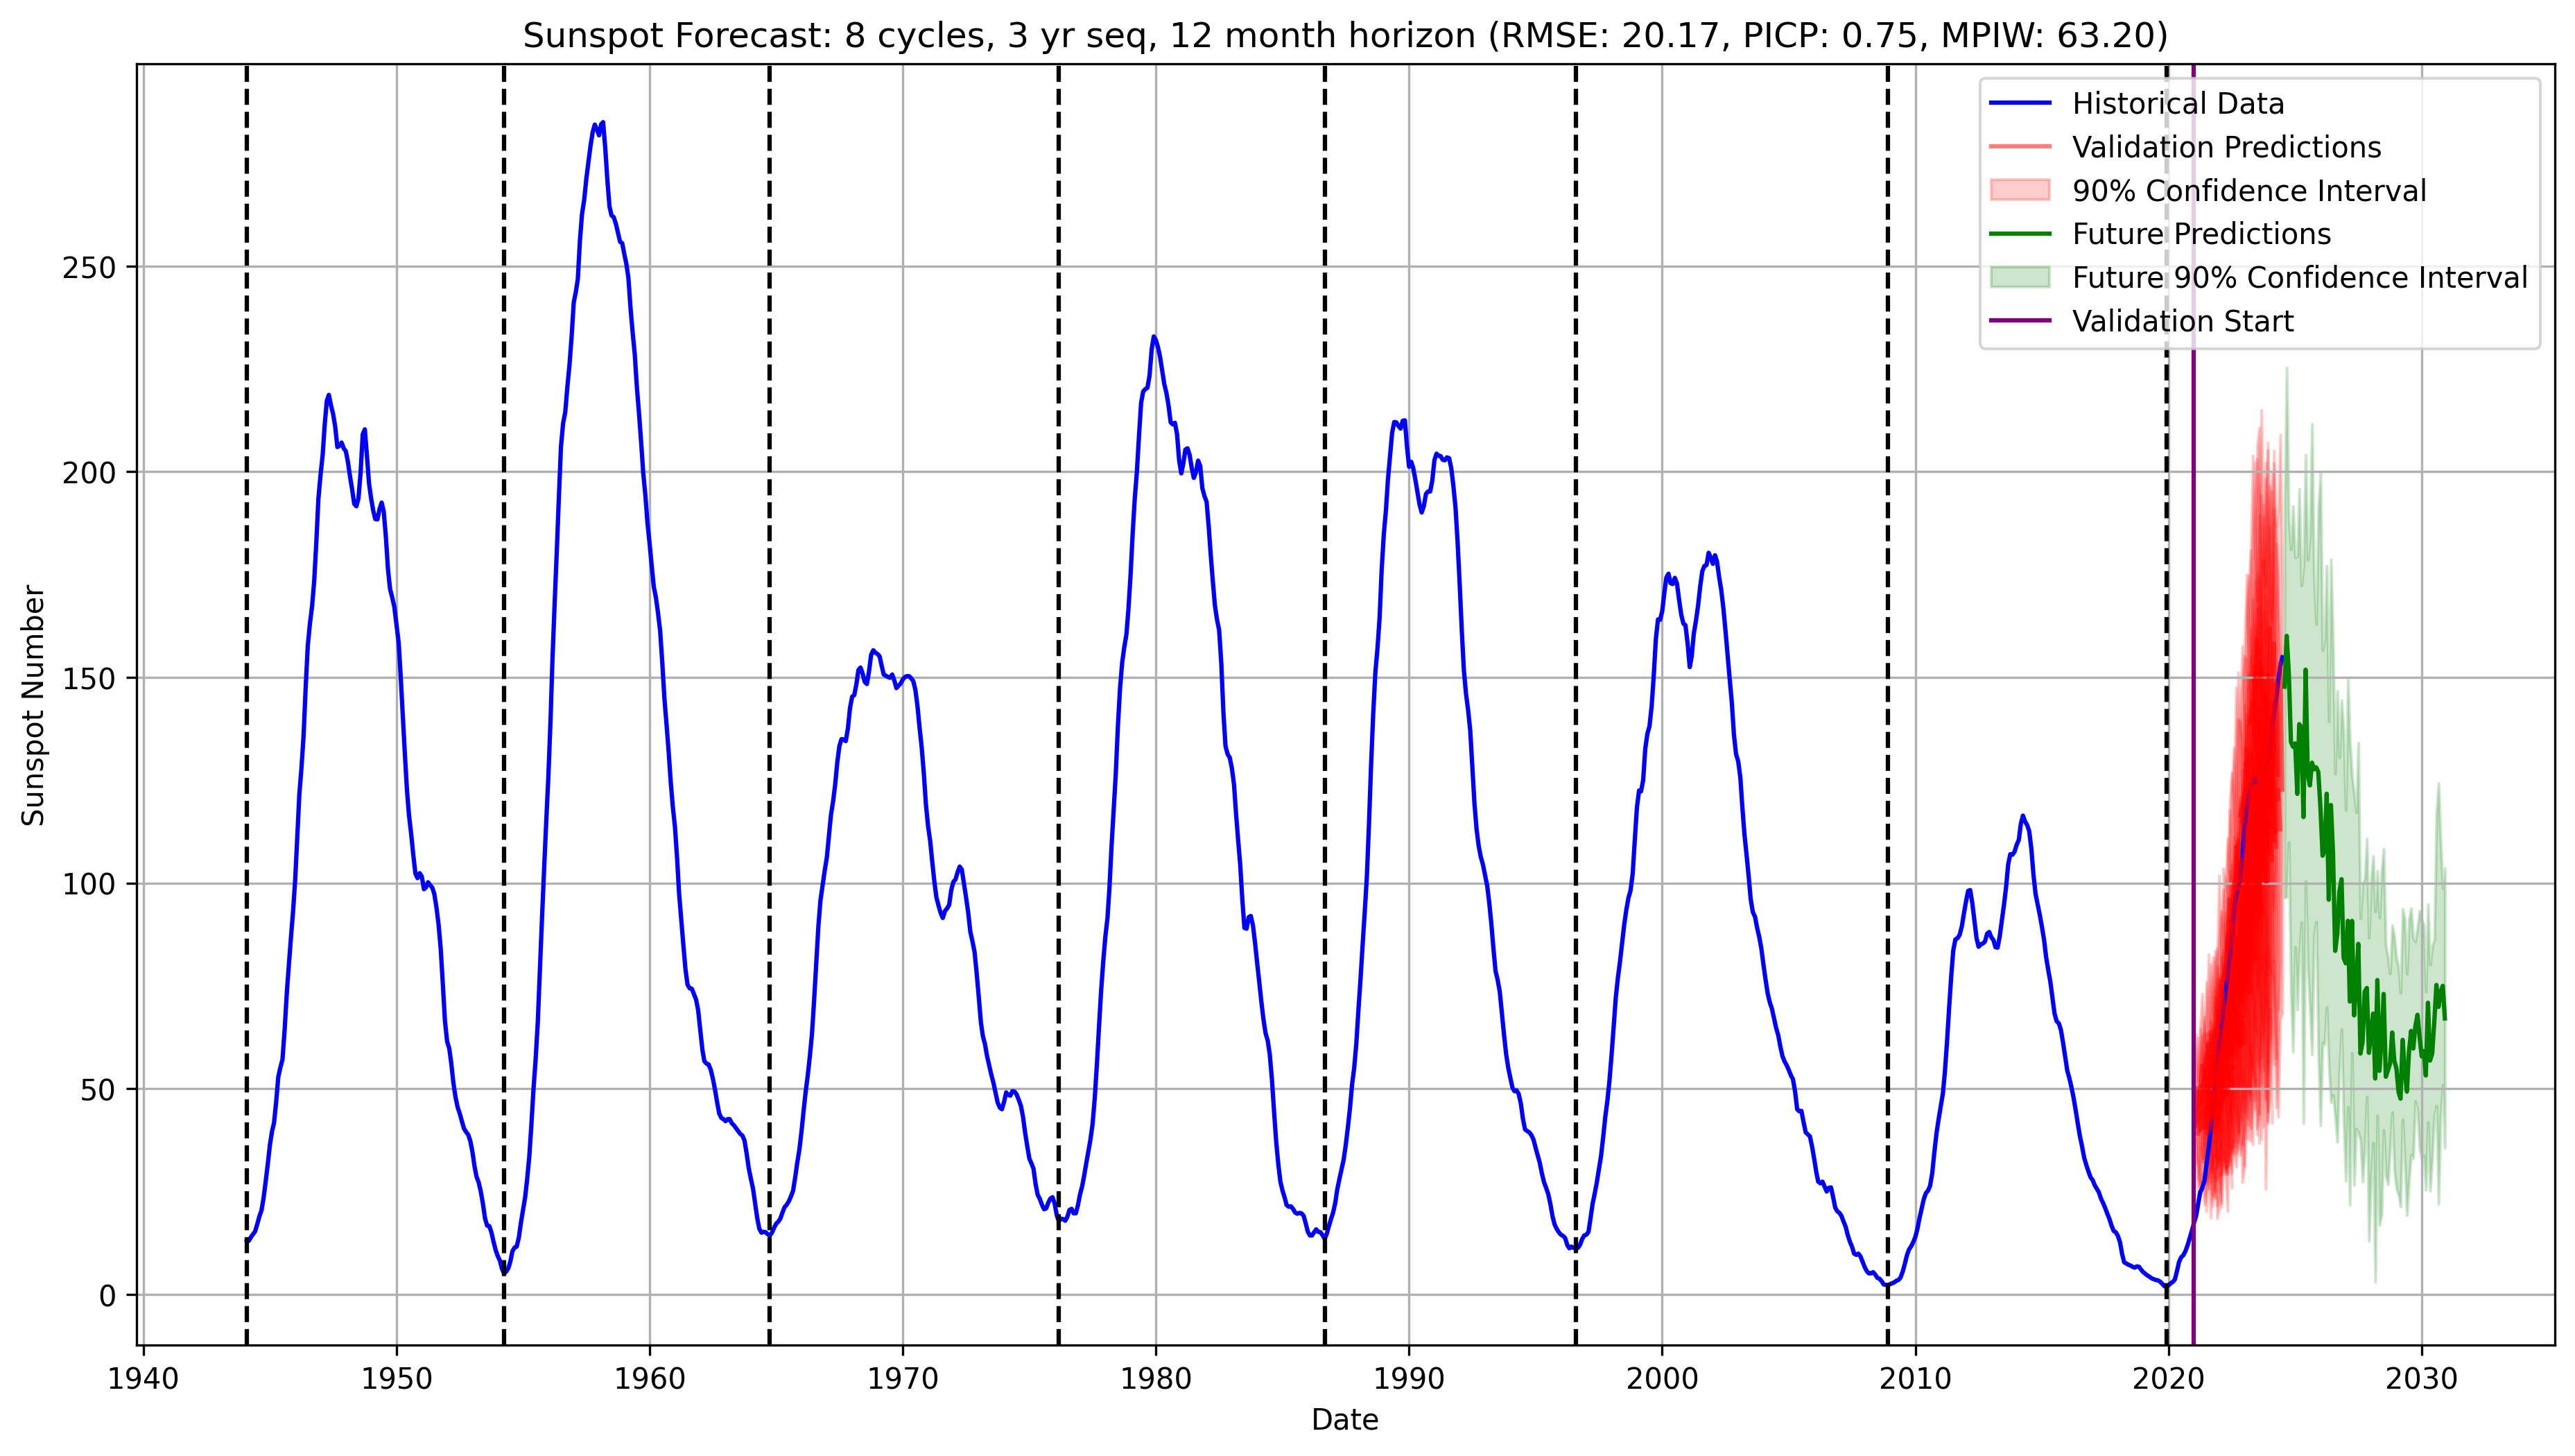 Sunspot Forecast: 8 cycles, 3 yr seq, 12 month horizon (RMSE: 20.17, PICP: 0.75, MPIW: 63.20)
Historical Data
Validation Predictions
90% Confidence Interval
Future Predictions
Future 90% Confidence Interval
Validation Start
Sunspot Number
250
200
150
100
50
0
1940 1950 1960 1970 1980 1990 2000 2010 2020 2030
Date